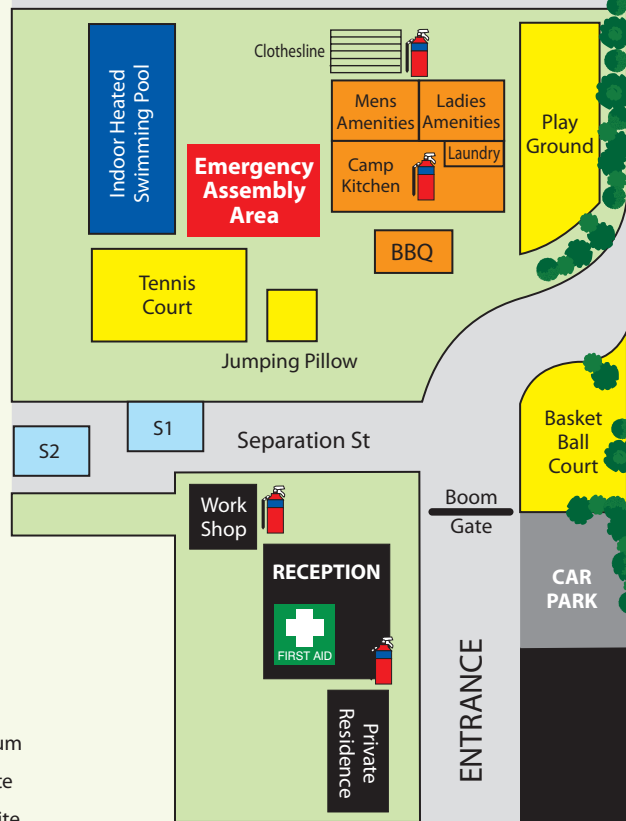 Clothesline
Indoor Heated
Swimming Pool
Mens
Amenities
Ladies
Amenities
Play
Ground
Emergency
Assembly
Area
Camp
Kitchen
Laundry
BBQ
Tennis
Court
Jumping Pillow
S1
S2
Separation St
Basket
Ball
Court
Work
Shop
Boom
Gate
RECEPTION
FIRST AID
CAR
PARK
ENTRANCE
Private
Residence